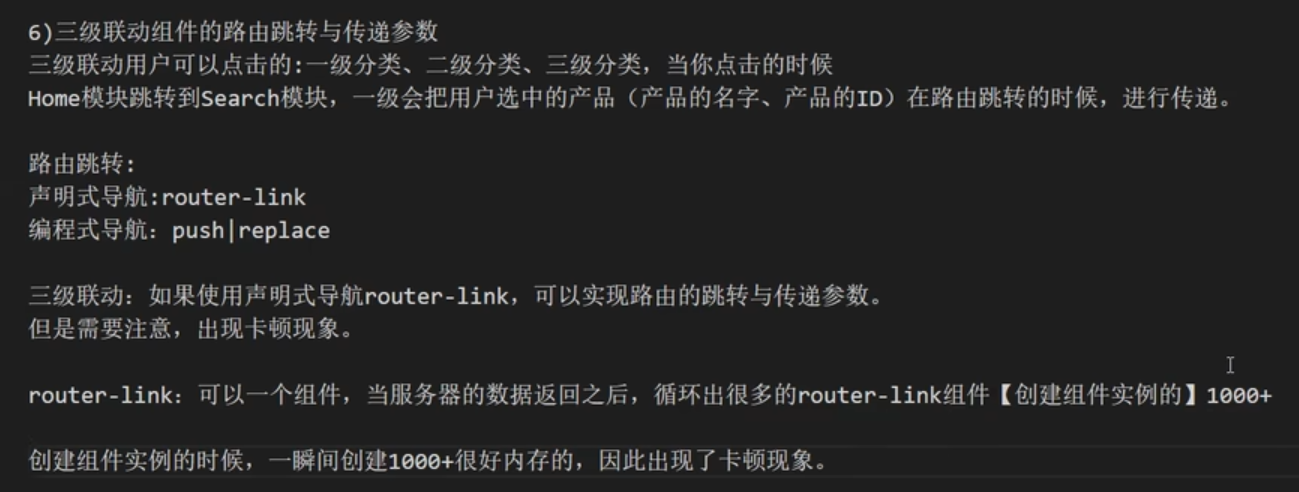 6)三级联动组件的路由跳转与传递参数
三级联动用户可以点击的:一级分类、二级分类、三级分类，当你点击的时候
Home模块跳转到Search模块，一级会把用户选中的产品（产品的名字、产品的ID）在路由跳转的时候，进行传递。
路由跳转:
声明式导航:router-link
编程式导航: push|replace
三级联动: 如果使用声明式导航router-link，可以实现路由的跳转与传递参数。
但是需要注意，出现卡顿现象。
router-link: 可以一个组件，当服务器的数据返回之后，循环出很多的router-link组件【创建组件实例的】1000+
创建组件实例的时候，一瞬间创建1000+很好内存的，因此出现了卡顿现象。